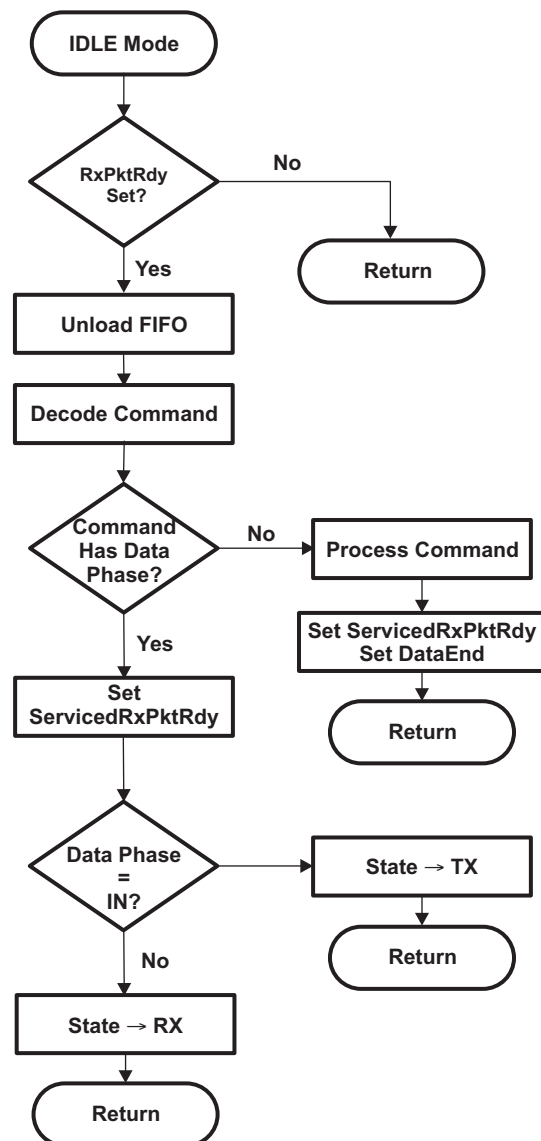 IDLE Mode
RxPktRdy
Set?
No
Return
Yes
Unload FIFO
Decode Command
Command
Has Data
Phase?
No
Process Command
Set ServicedRxPktRdy
Set DataEnd
Return
Yes
Set
ServicedRxPktRdy
Data Phase
=
IN?
State → TX
Return
No
State → RX
Return